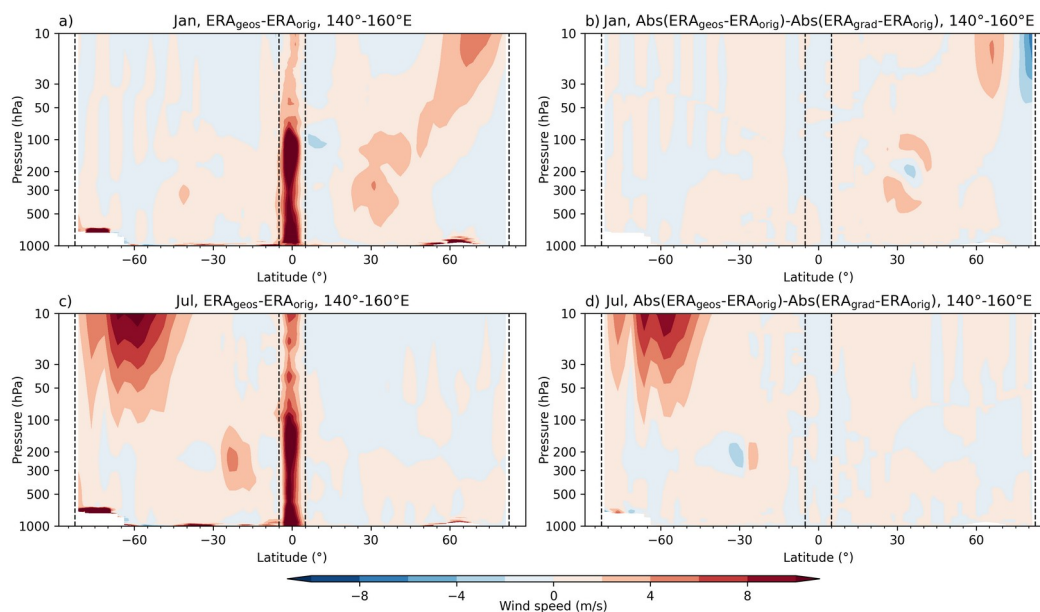 a) Jan, ERAgeos-ERAorig, 140°-160°E
b) Jan, Abs(ERAgeos-ERAorig)-Abs(ERAgrad-ERAorig), 140°-160°E
10
30
50
100
200
300
500
1000
Pressure (hPa)
−60 −30 0 30 60
Latitude (°)
10
30
50
100
200
300
500
1000
Pressure (hPa)
−60 −30 0 30 60
Latitude (°)
c) Jul, ERAgeos-ERAorig, 140°-160°E
d) Jul, Abs(ERAgeos-ERAorig)-Abs(ERAgrad-ERAorig), 140°-160°E
10
30
50
100
200
300
500
1000
Pressure (hPa)
−60 −30 0 30 60
Latitude (°)
10
30
50
100
200
300
500
1000
Pressure (hPa)
−60 −30 0 30 60
Latitude (°)
−8 −4 0 4 8
Wind speed (m/s)